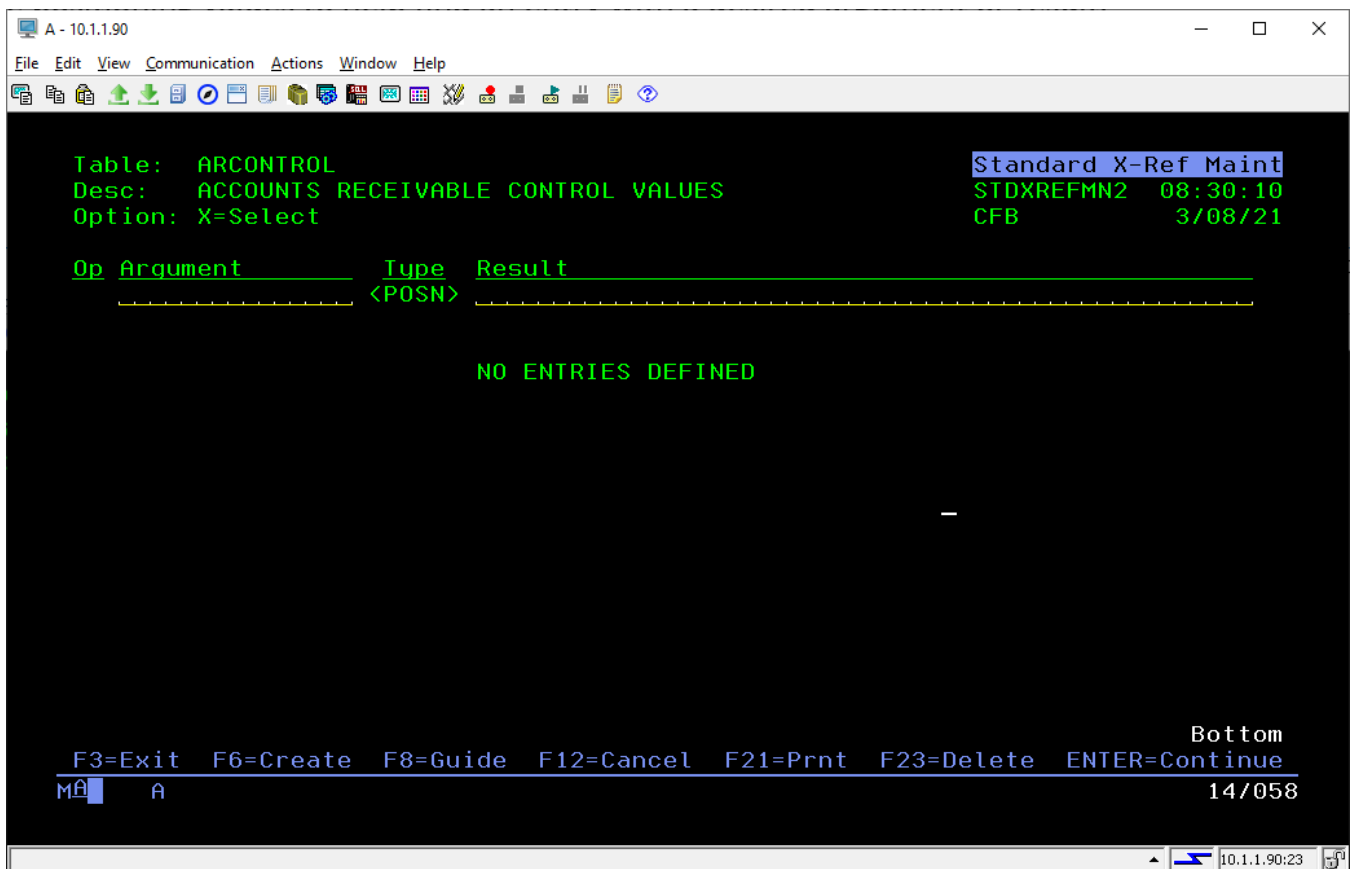 A - 10.1.1.90
File Edit View Communication Actions Window Help
Table: ARCONTROL Standard X-Ref Maint
Desc: ACCOUNTS RECEIVABLE CONTROL VALUES STDXREFMN2 08:30:10
Option: X=Select CFB 3/08/21
Op Argument Type Result
<POSN>
NO ENTRIES DEFINED
Bottom
F3=Exit F6=Create F8=Guide F12=Cancel F21=Prnt F23=Delete ENTER=Continue
MA A 14/058
10.1.1.90:23